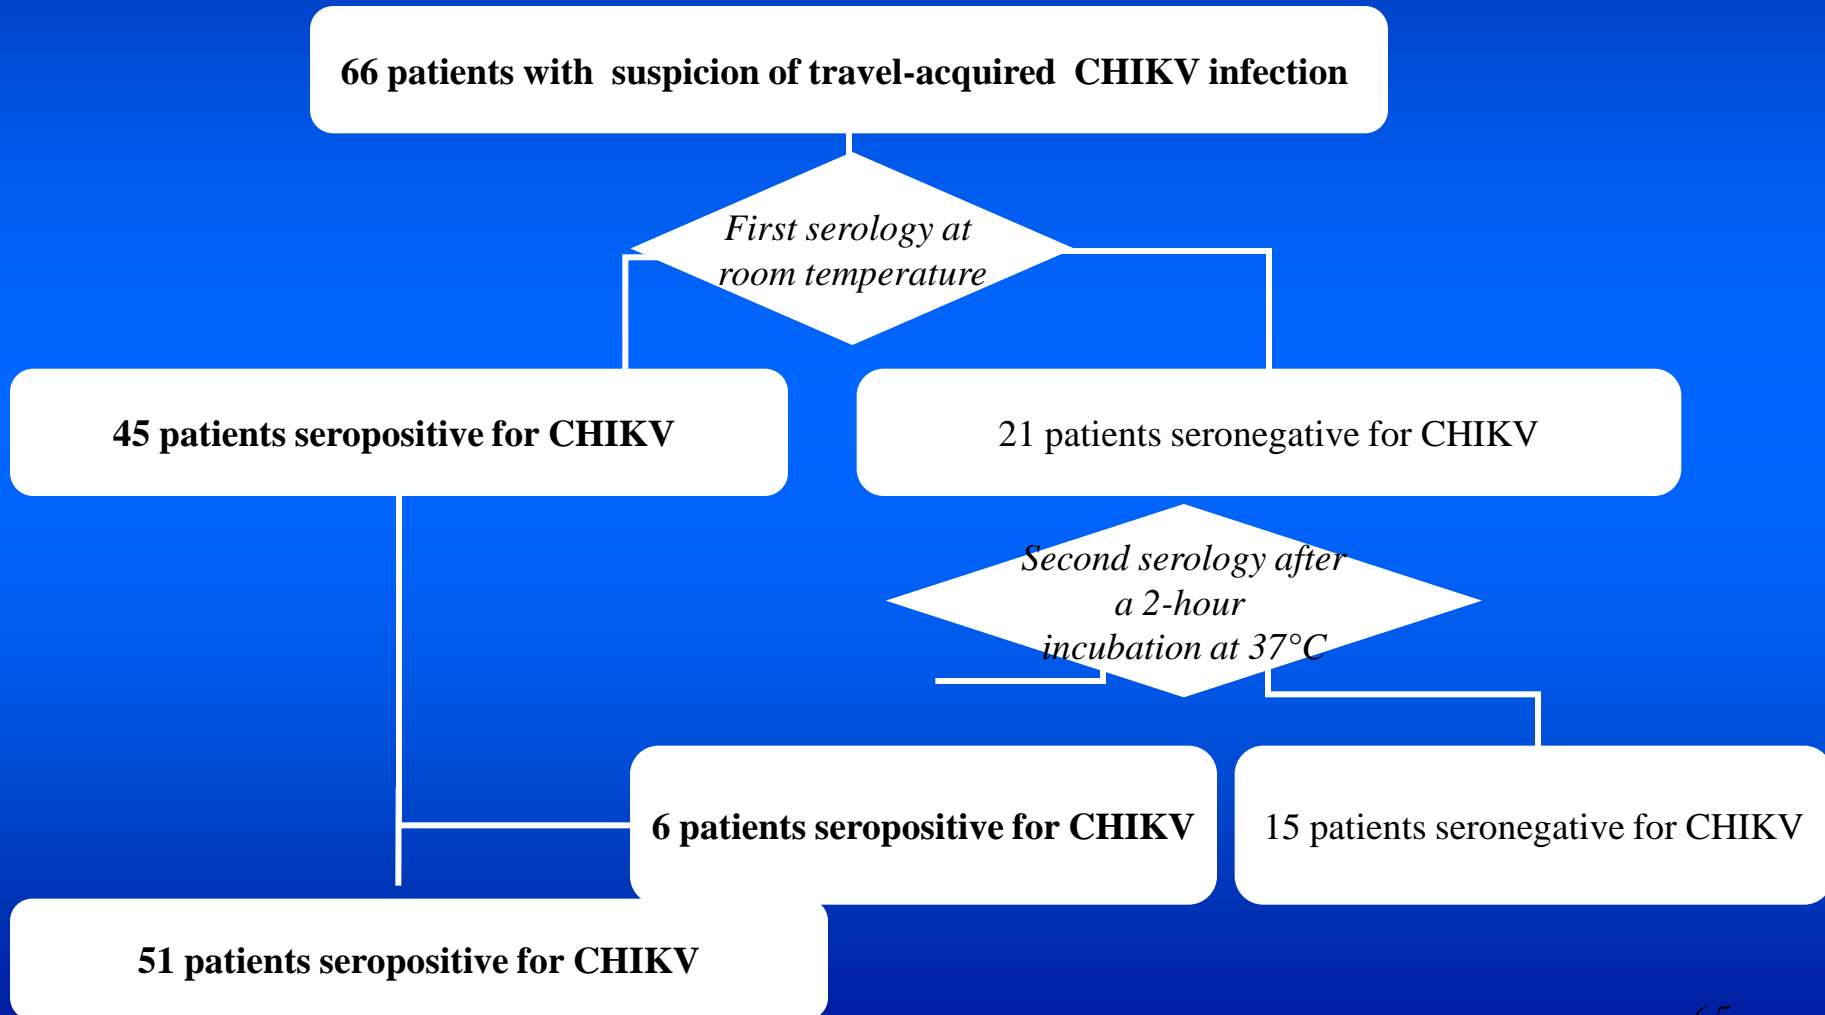 66 patients with  suspicion of travel-acquired  CHIKV infection
First serology at
room temperature
45 patients seropositive for CHIKV
21 patients seronegative for CHIKV
Second serology after
a 2-hour
incubation at 37°C
6 patients seropositive for CHIKV
15 patients seronegative for CHIKV
51 patients seropositive for CHIKV